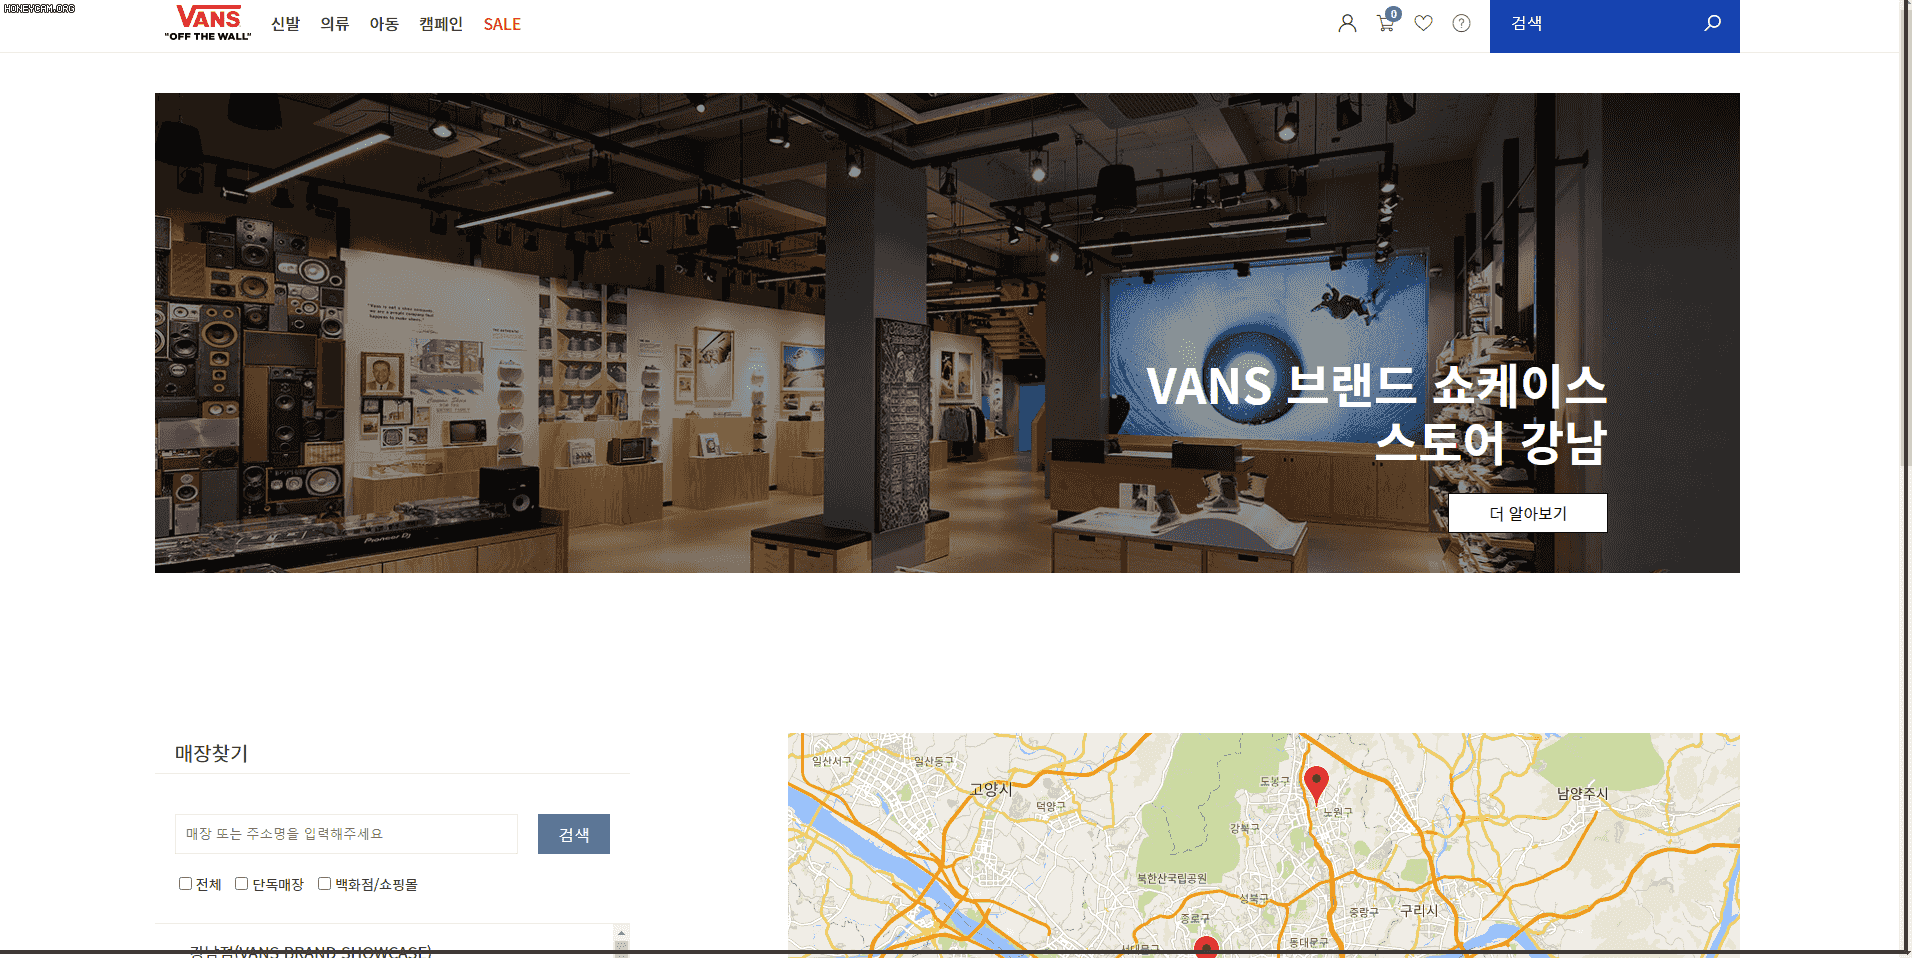 HONEYCAM.ORG
VANS
"OFF THE WALL"
신발
의류
아동
캠페인
SALE
0
?
검색
VANS 브랜드 쇼케이스
스토어 강남
더 알아보기
Pioneer Dj
매장찾기
매장 또는 주소명을 입력해주세요
검색
전체
단독매장
백화점/쇼핑몰
강남점(VANS BRAND SHOWCASE)
일산서구
일산동구
고양시
덕양구
도봉구
노원구
강북구
남양주시
북한산국립공원
성북구
종로구
중랑구
구리시
서대문구
동대문구